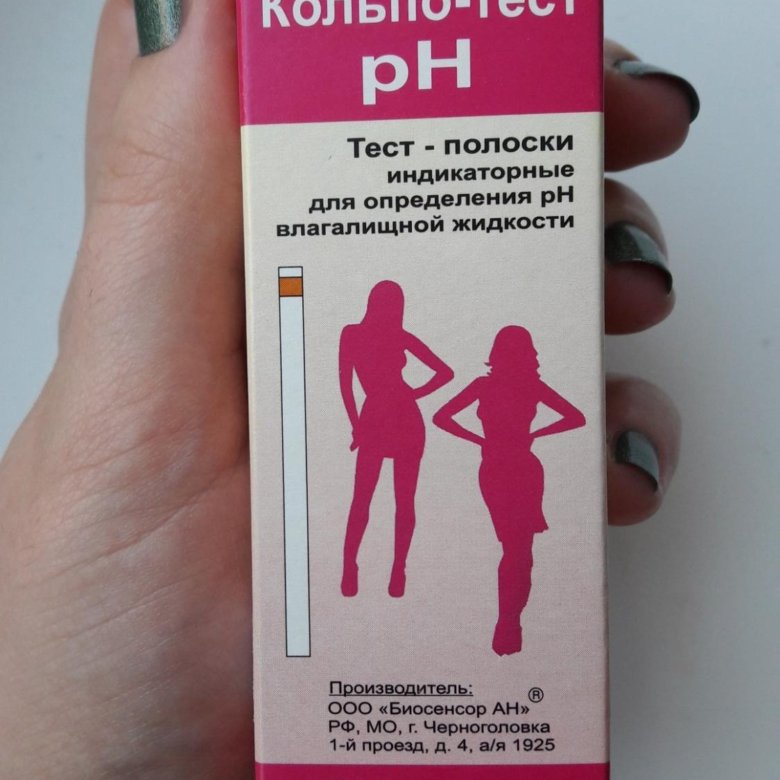 Кольпо-тест
pH
Тест - полоски
индикаторные
для определения pH
влагалищной жидкости
Производитель:
ООО «Биосенсор АН»®
РФ, МО, г. Черноголовка
1-й проезд, д. 4, а/я 1925